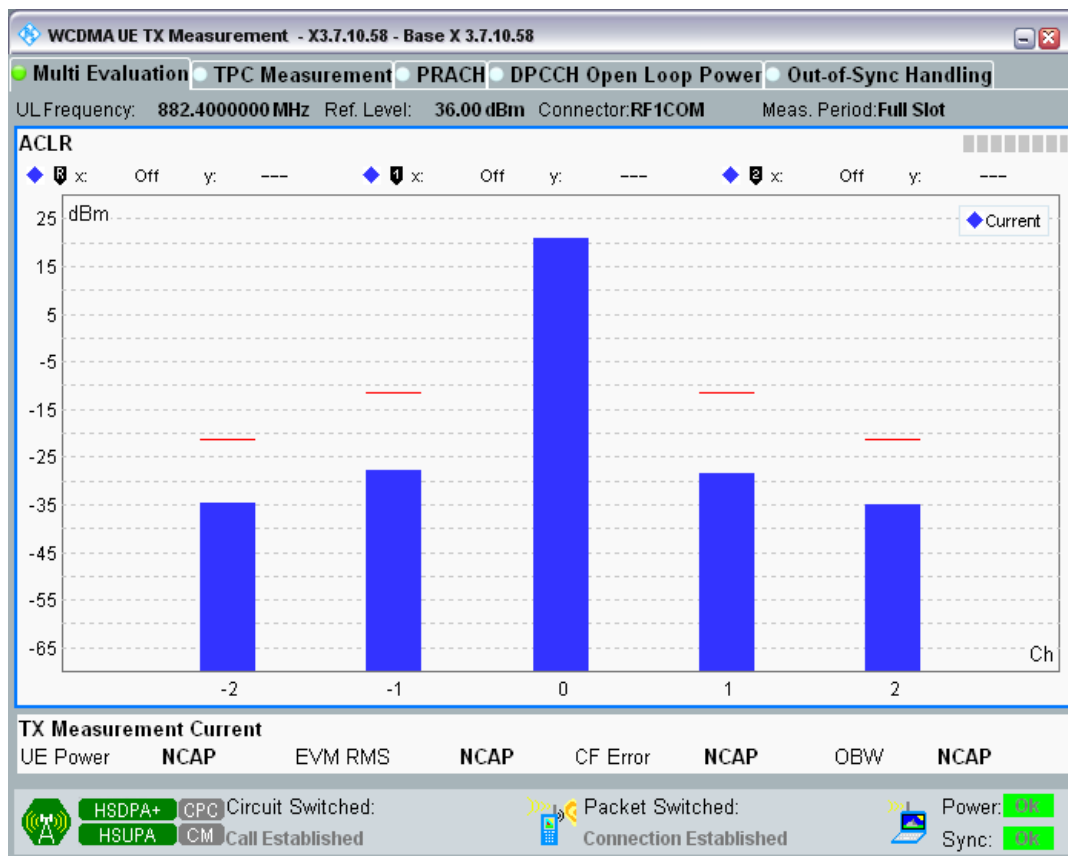 WCDMA UE TX Measurement - X3.7.10.58 - Base X 3.7.10.58
Multi Evaluation TPC Measurement PRACH DPCCH Open Loop Power Out-of-Sync Handling
UL Frequency: 882.4000000 MHz Ref. Level: 36.00 dBm Connector:RF1COM Meas. Period:Full Slot
ACLR
R x: Off y: --- 1 x: Off y: --- 2 x: Off y: ---
dBm
Current
25
15
5
-5
-15
-25
-35
-45
-55
-65
Ch
-2 -1 0 1 2
TX Measurement Current
UE Power NCAP EVM RMS NCAP CF Error NCAP OBW NCAP
HSDPA+ CPC Circuit Switched: Packet Switched: Power: OK
HSUPA CM Call Established Connection Established Sync: OK